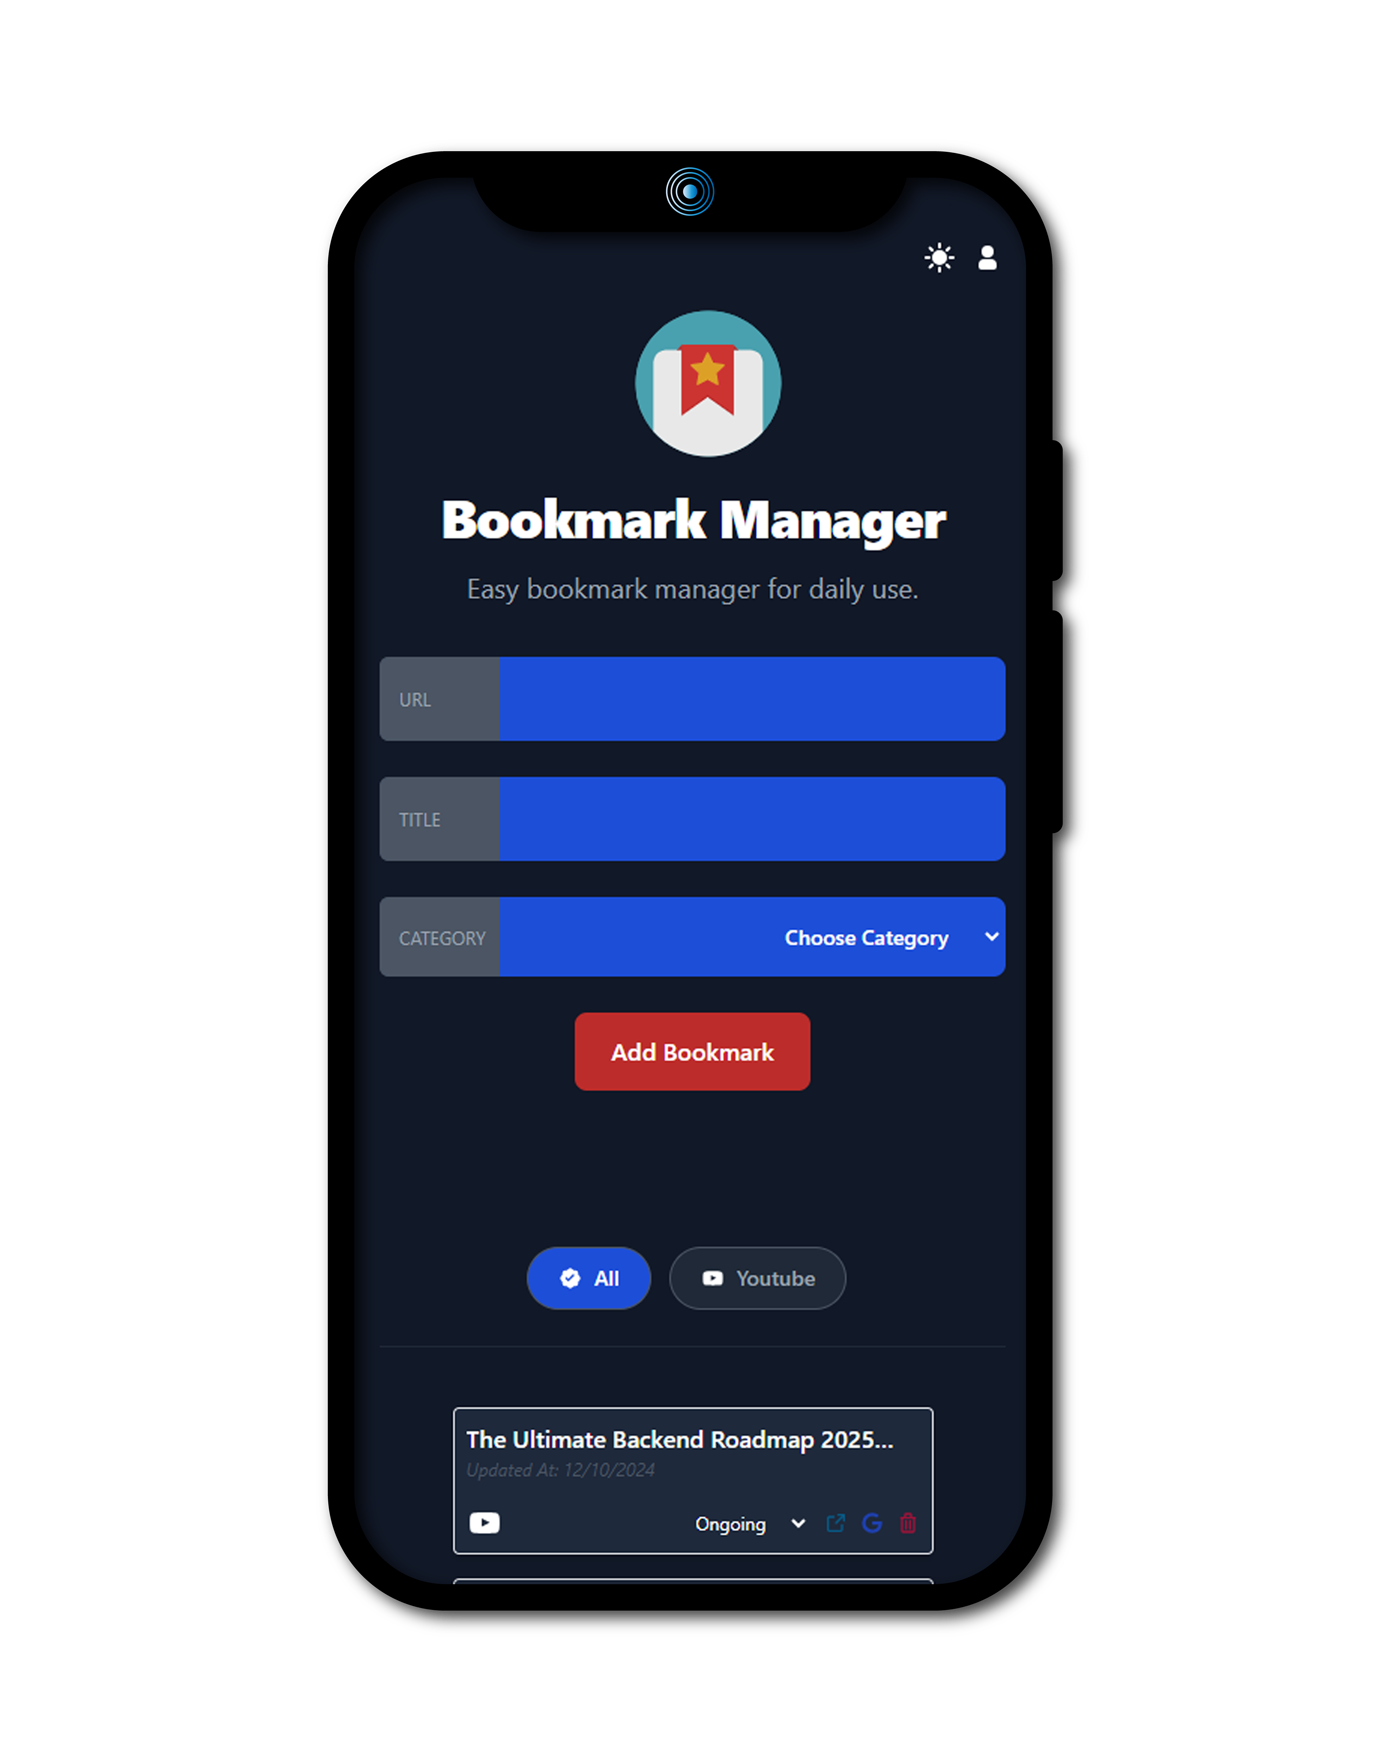 Bookmark Manager
Easy bookmark manager for daily use.
URL
TITLE
CATEGORY Choose Category
Add Bookmark
All Youtube
The Ultimate Backend Roadmap 2025...
Updated At: 12/10/2024
Ongoing